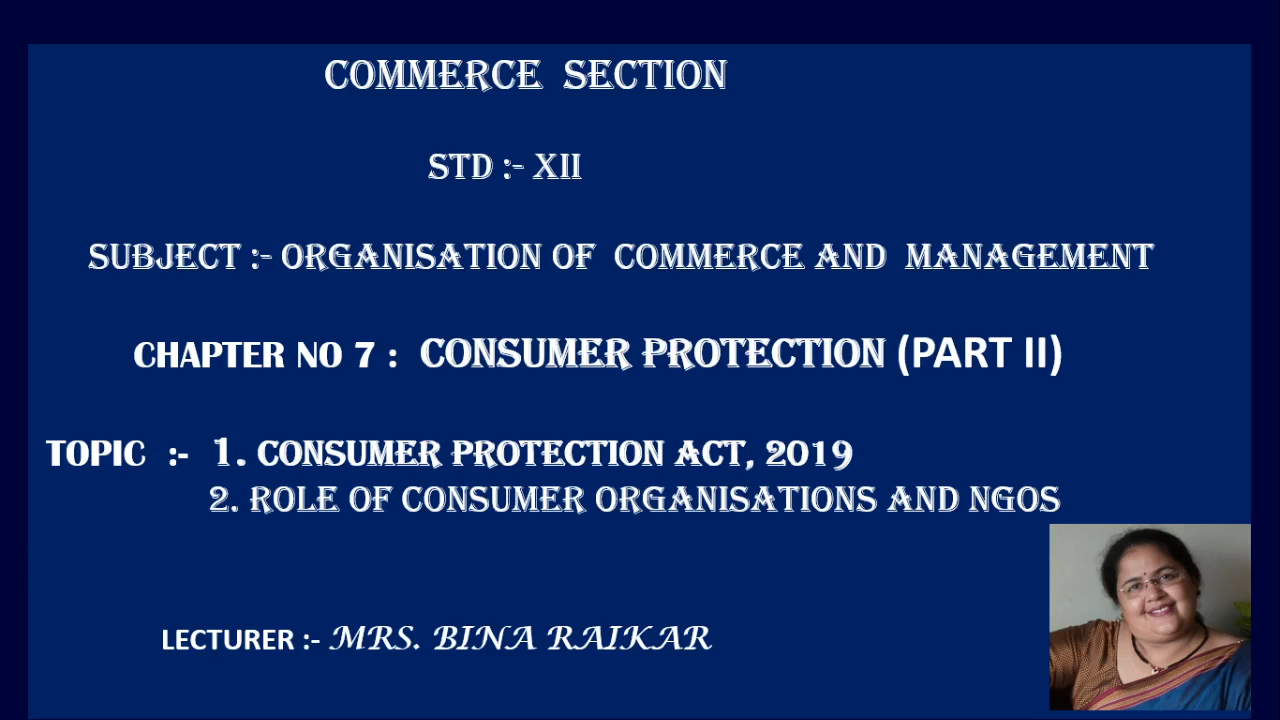 COMMERCE SECTION
STD :- XII
SUBJECT :- ORGANISATION OF COMMERCE AND MANAGEMENT
CHAPTER NO 7 : CONSUMER PROTECTION (PART II)
TOPIC :- 1. CONSUMER PROTECTION ACT, 2019
2. ROLE OF CONSUMER ORGANISATIONS AND NGOS
LECTURER :- MRS. BINA RAIKAR